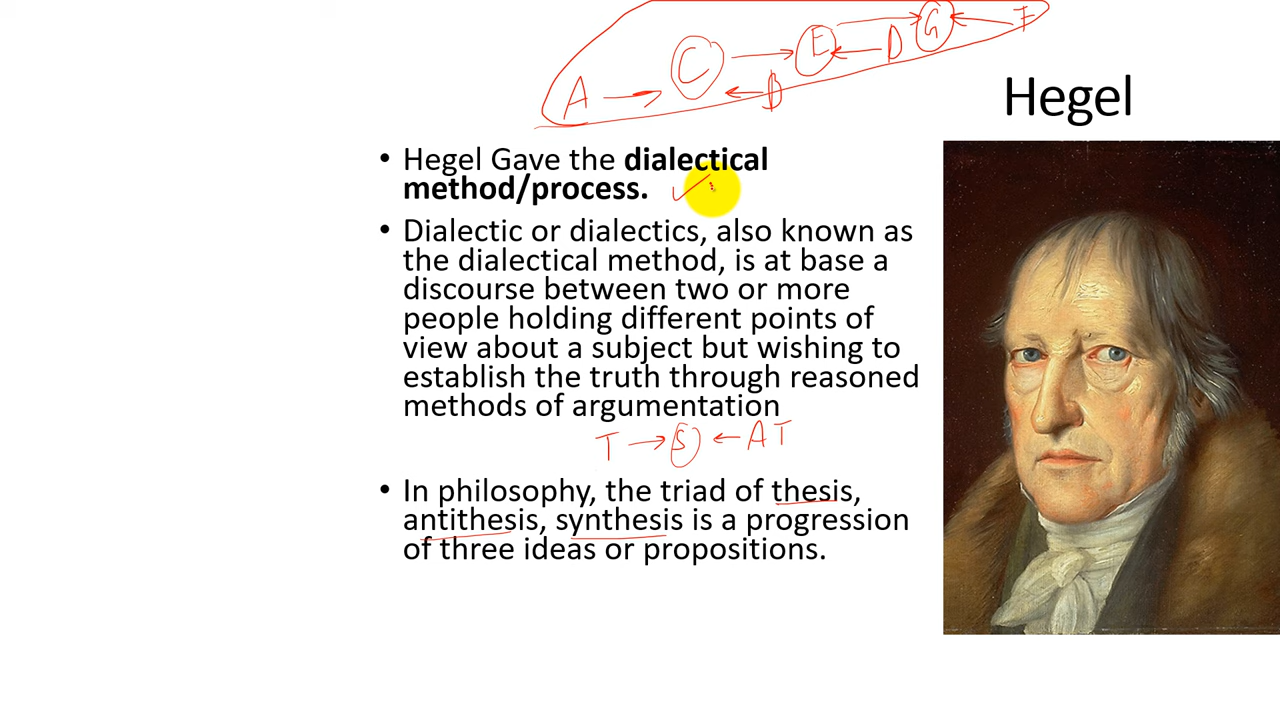 G F
C E D
A → ← B
Hegel
• Hegel Gave the dialectical
method/process. ✓
• Dialectic or dialectics, also known as
the dialectical method, is at base a
discourse between two or more
people holding different points of
view about a subject but wishing to
establish the truth through reasoned
methods of argumentation
T → S ← AT
• In philosophy, the triad of thesis,
antithesis, synthesis is a progression
of three ideas or propositions.